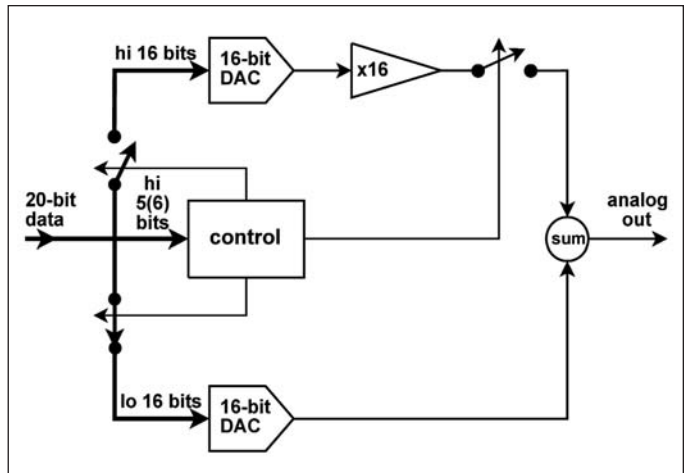 hi 16 bits
16-bit
DAC
x16
20-bit
data
hi
5(6)
bits
control
analog
out
sum
lo 16 bits
16-bit
DAC